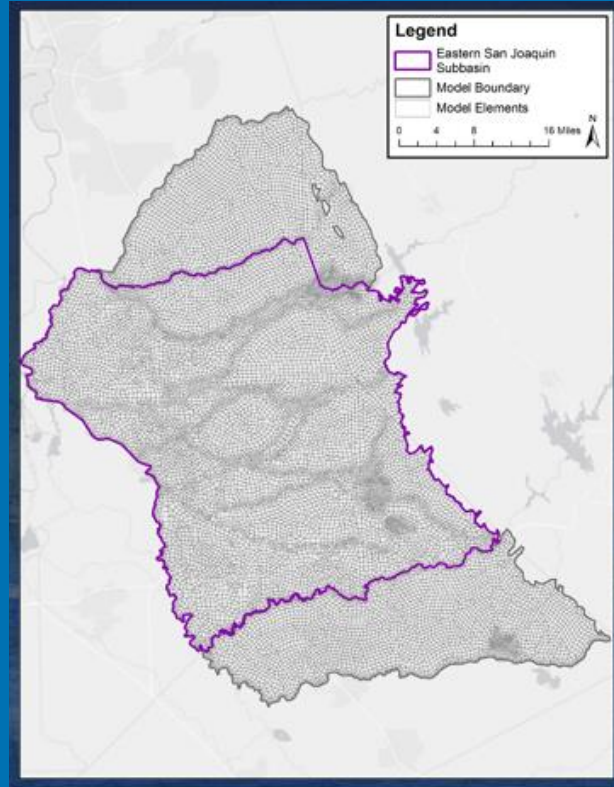 Legend
Eastern San Joaquin
Subbasin
Model Boundary
Model Elements
N
0 4 8 16 Miles